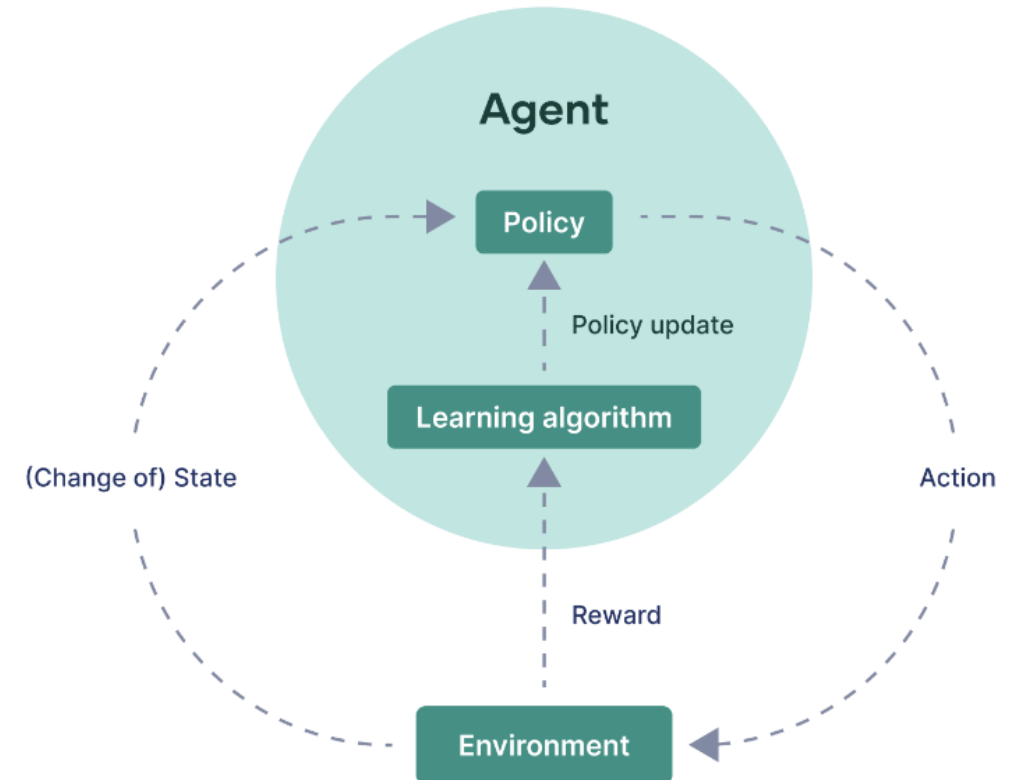 Agent
Policy
Policy update
Learning algorithm
(Change of) State
Action
Reward
Environment